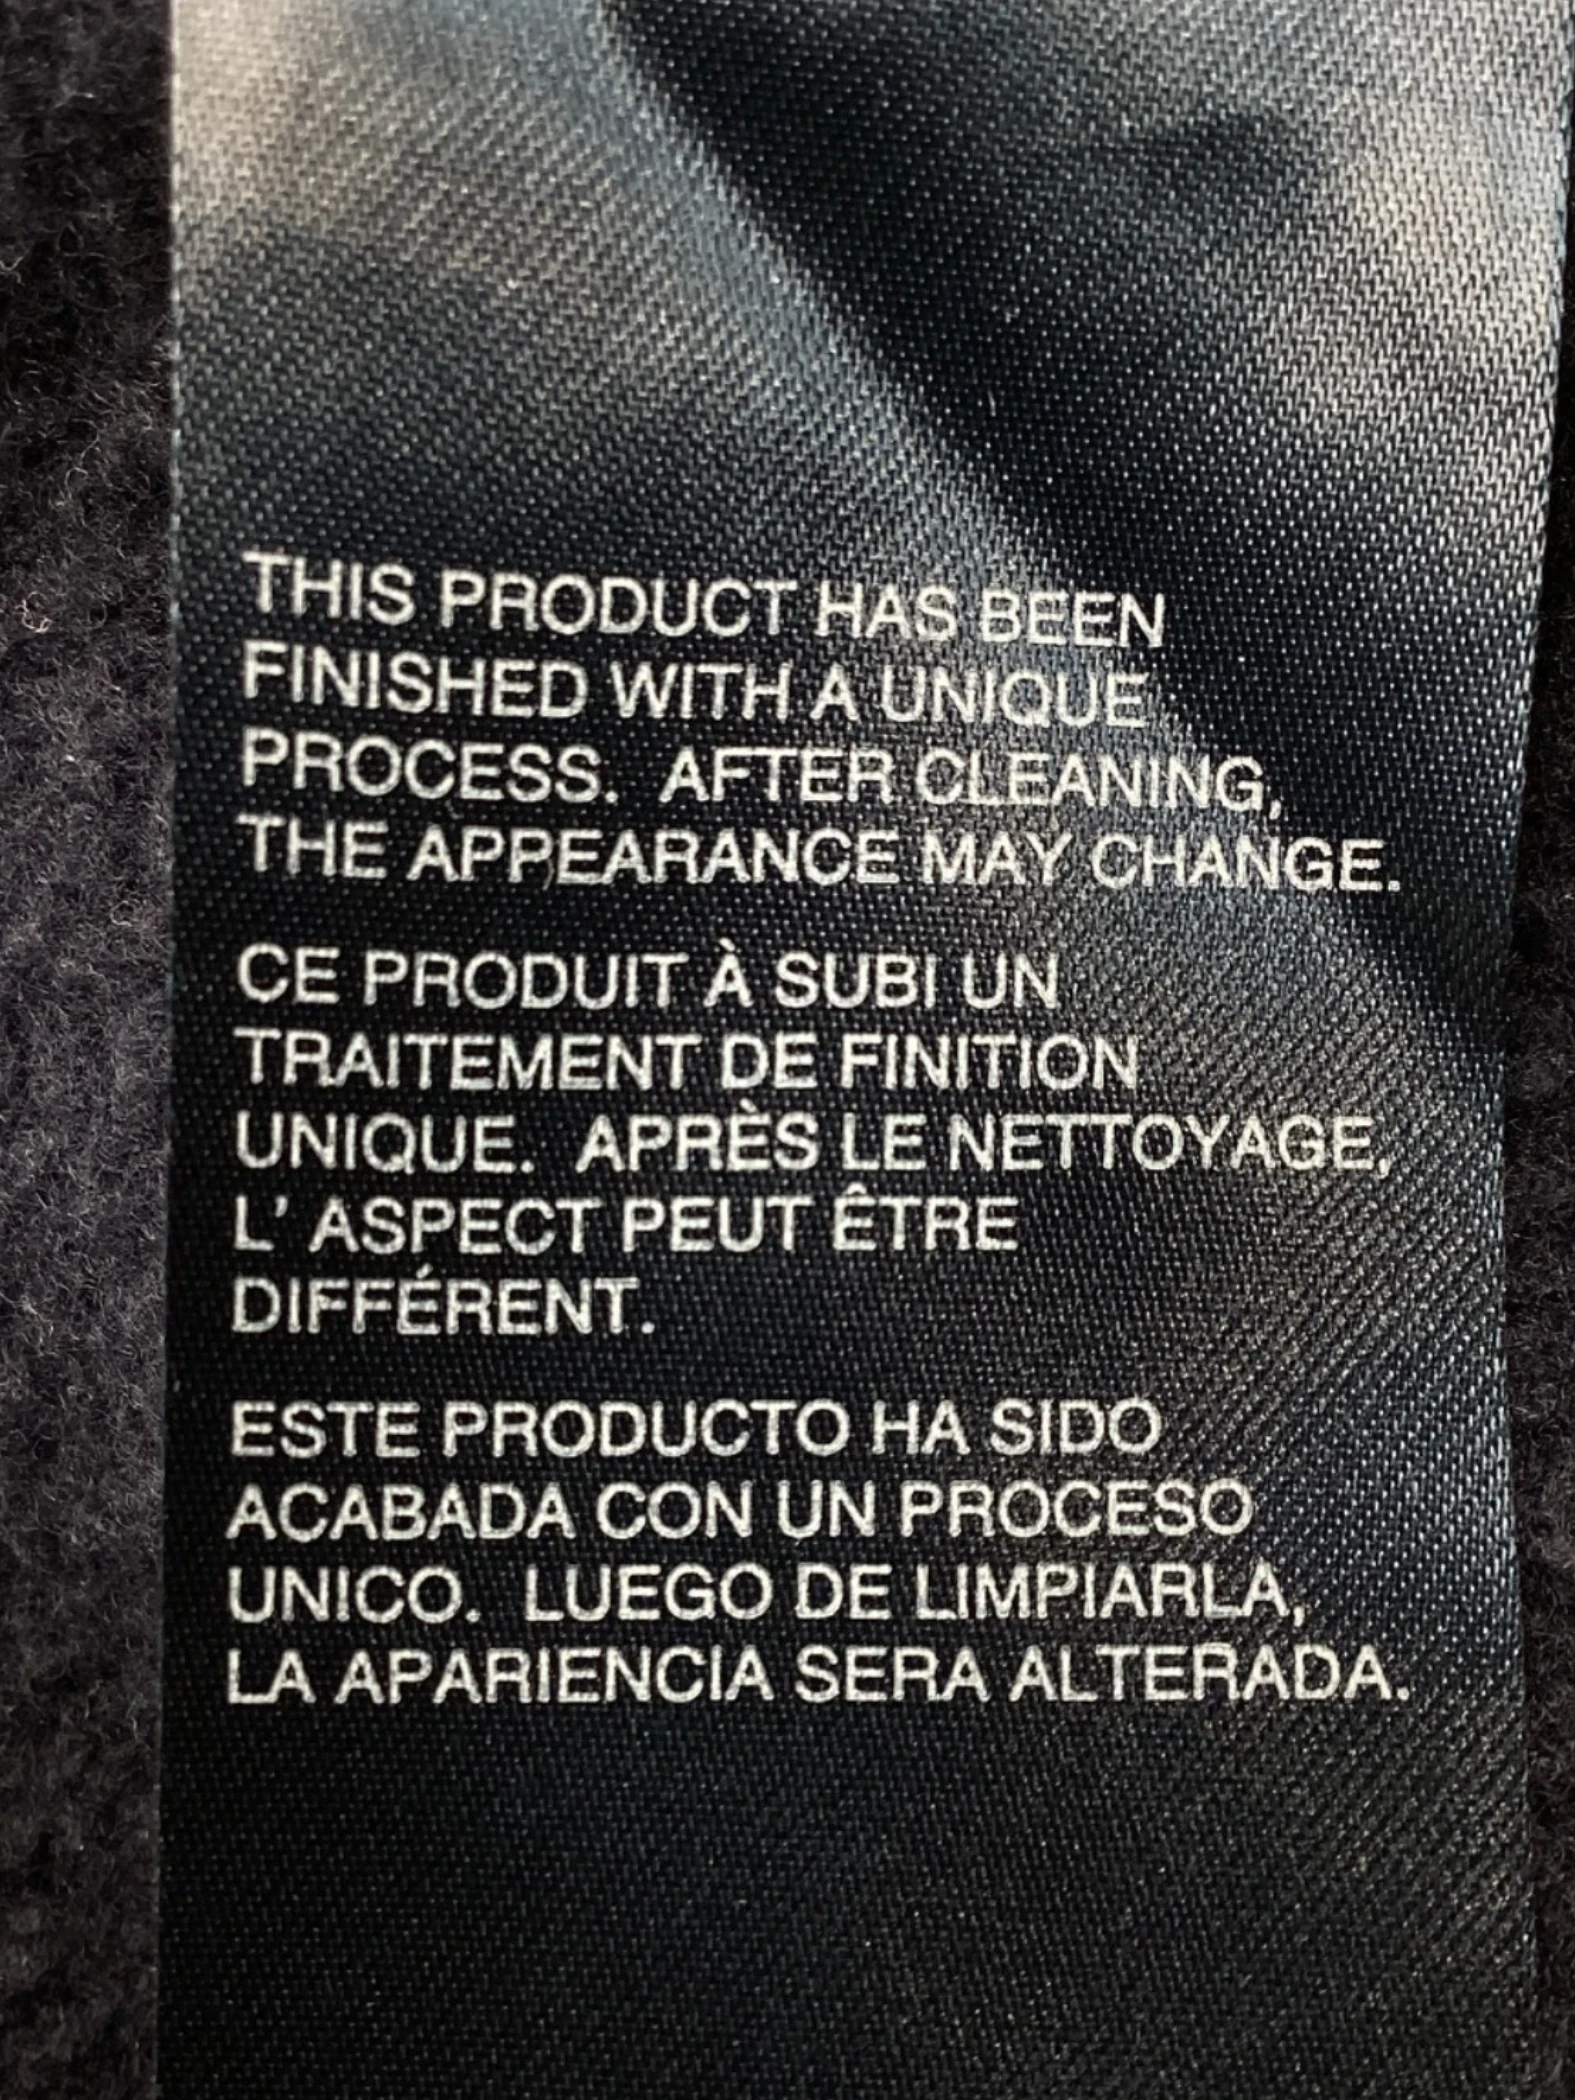 THIS PRODUCT HAS BEEN
FINISHED WITH A UNIQUE
PROCESS. AFTER CLEANING,
THE APPEARANCE MAY CHANGE.
CE PRODUIT À SUBI UN
TRAITEMENT DE FINITION
UNIQUE. APRÈS LE NETTOYAGE,
L' ASPECT PEUT ÊTRE
DIFFÉRENT.
ESTE PRODUCTO HA SIDO
ACABADA CON UN PROCESO
UNICO. LUEGO DE LIMPIARLA,
LA APARIENCIA SERA ALTERADA.